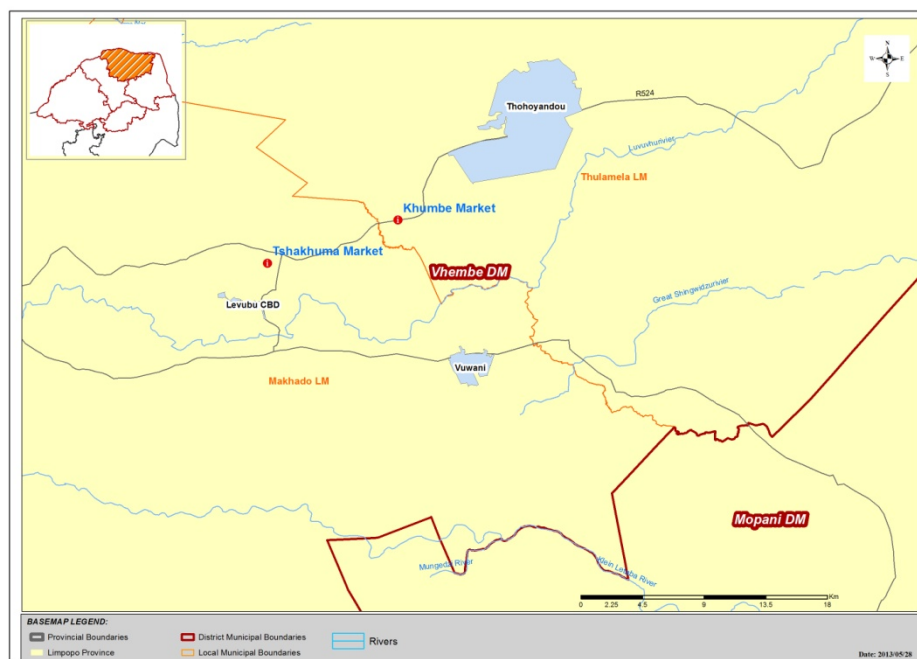 N
W E
S
Thohoyandou
R524
Luvuvhurivier
Thulamela LM
Khumbe Market
Tshakhuma Market
Vhembe DM
Great Shingwidzurivier
Levubu CBD
Vuwani
Makhado LM
Mopani DM
Mungedzi River
Klein Letaba River
Km
0 2.25 4.5 9 13.5 18
BASEMAP LEGEND:
Provincial Boundaries
District Municipal Boundaries
Rivers
Limpopo Province
Local Municipal Boundaries
Date: 2013/05/28